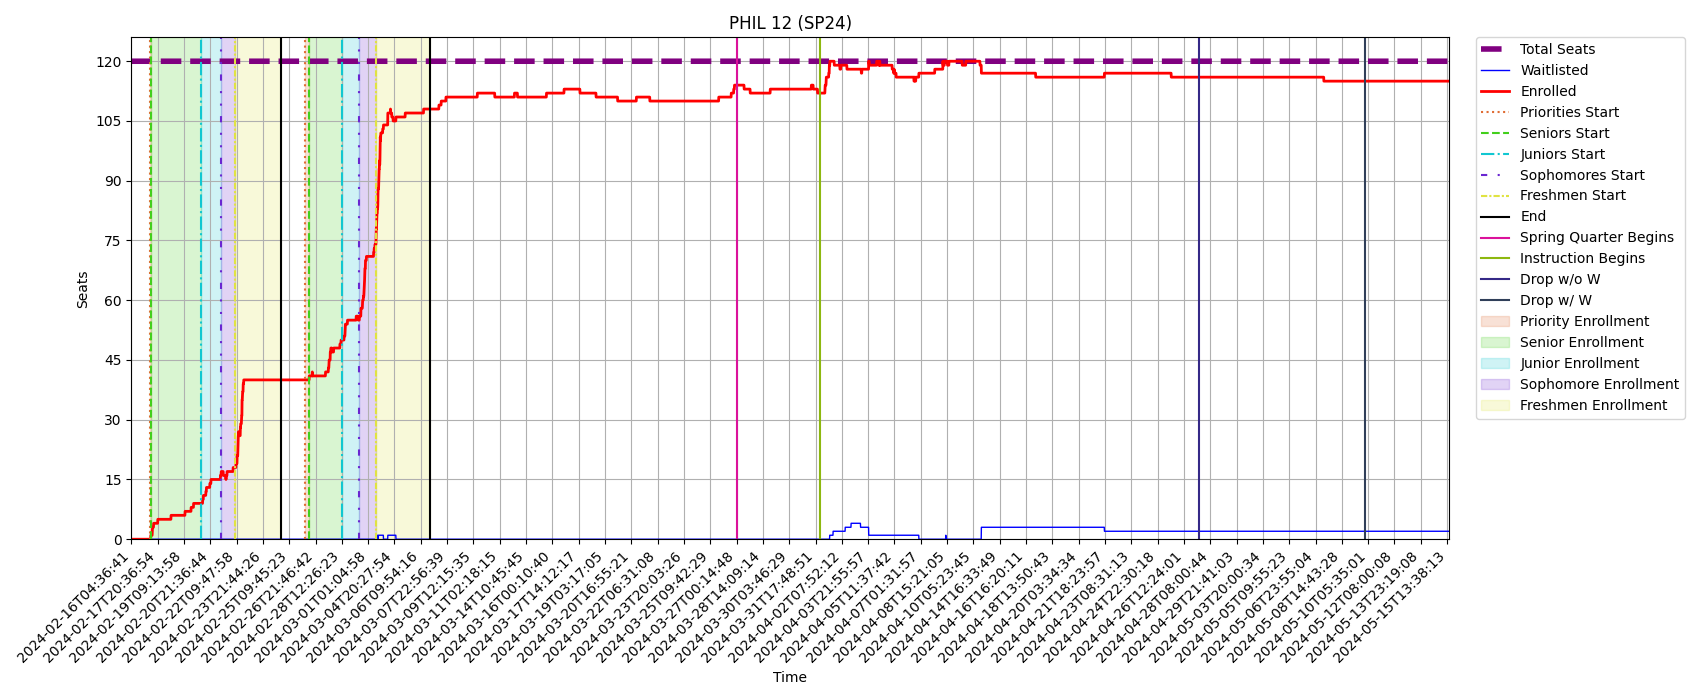 PHIL 12 (SP24)
Seats
120
105
90
75
60
45
30
15
0
2024-02-16T04:36:41
2024-02-17T20:36:54
2024-02-19T09:13:58
2024-02-20T21:36:44
2024-02-22T09:47:58
2024-02-23T21:44:26
2024-02-25T09:45:23
2024-02-26T21:46:42
2024-02-28T12:26:23
2024-03-01T01:04:58
2024-03-04T20:27:54
2024-03-06T09:54:16
2024-03-07T22:56:39
2024-03-09T12:15:35
2024-03-11T02:18:15
2024-03-14T10:45:45
2024-03-16T00:10:40
2024-03-17T14:12:17
2024-03-19T03:17:05
2024-03-20T16:55:21
2024-03-22T06:31:08
2024-03-23T20:03:26
2024-03-25T09:42:29
2024-03-27T00:14:48
2024-03-28T14:09:14
2024-03-30T03:46:29
2024-03-31T17:48:51
2024-04-02T07:52:12
2024-04-03T21:55:57
2024-04-05T11:37:42
2024-04-07T01:31:57
2024-04-08T15:21:05
2024-04-10T05:23:45
2024-04-14T16:33:49
2024-04-16T16:20:11
2024-04-18T13:50:43
2024-04-20T03:34:34
2024-04-21T18:23:57
2024-04-23T08:31:13
2024-04-24T22:30:18
2024-04-26T12:24:01
2024-04-28T08:00:44
2024-04-29T21:41:03
2024-05-03T20:00:34
2024-05-05T09:55:23
2024-05-06T23:55:04
2024-05-08T14:43:28
2024-05-10T05:35:01
2024-05-12T08:00:08
2024-05-13T23:19:08
2024-05-15T13:38:13
Time
Total Seats
Waitlisted
Enrolled
Priorities Start
Seniors Start
Juniors Start
Sophomores Start
Freshmen Start
End
Spring Quarter Begins
Instruction Begins
Drop w/o W
Drop w/ W
Priority Enrollment
Senior Enrollment
Junior Enrollment
Sophomore Enrollment
Freshmen Enrollment